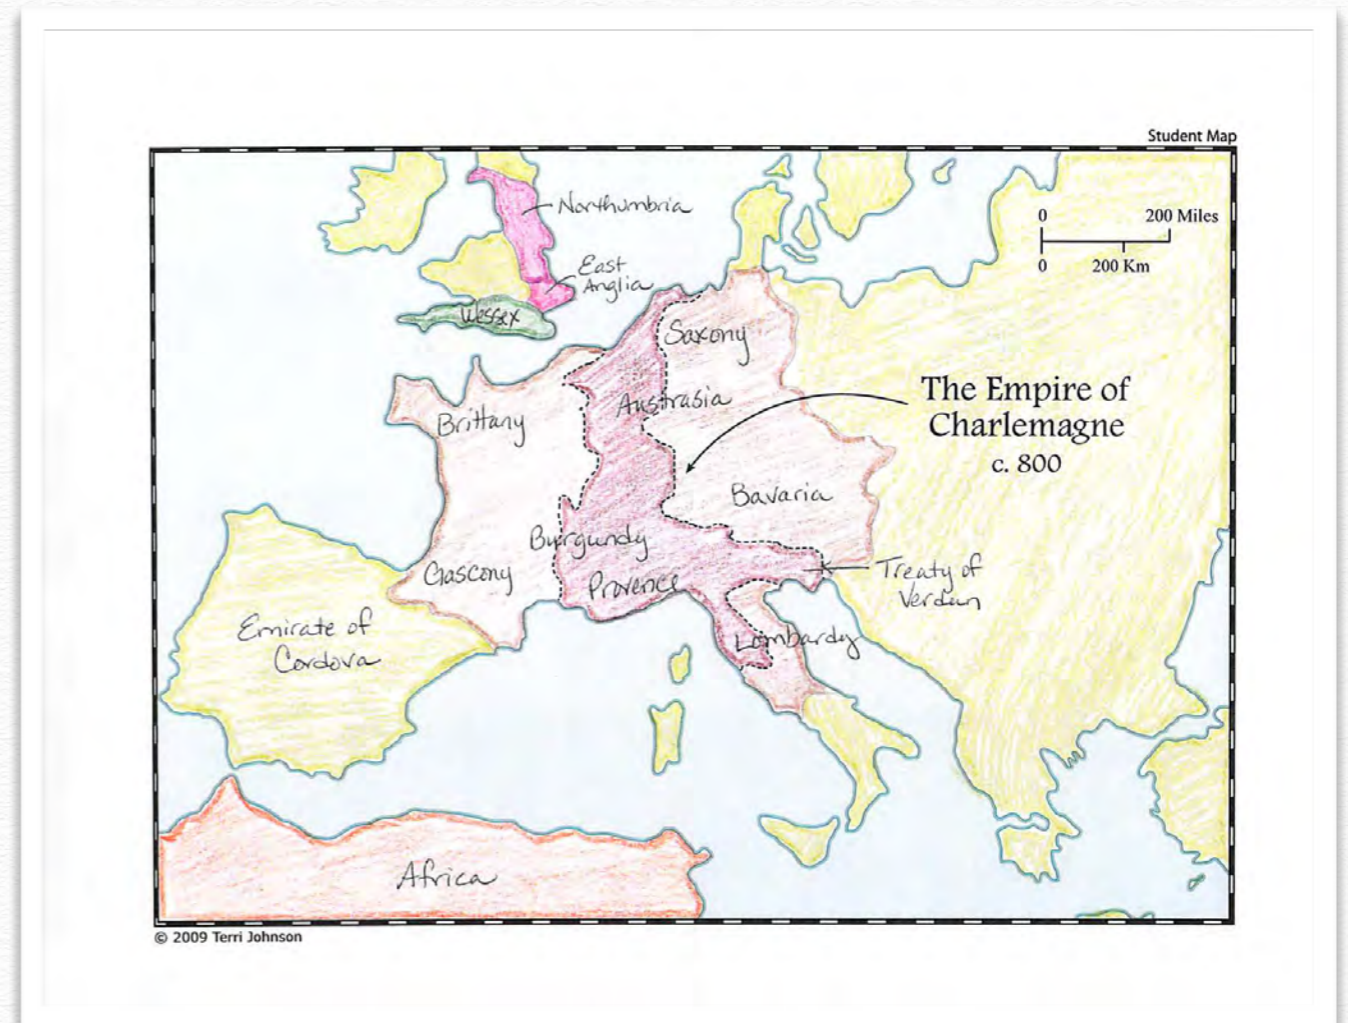 Student Map
Northumbria
0 200 Miles
0 200 Km
East
Anglia
Wessex
Saxony
The Empire of
Charlemagne
c. 800
Austrasia
Brittany
Bavaria
Burgundy
Gascony
Provence
Treaty of
Verdun
Emirate of
Cordova
Lombardy
Africa
© 2009 Terri Johnson